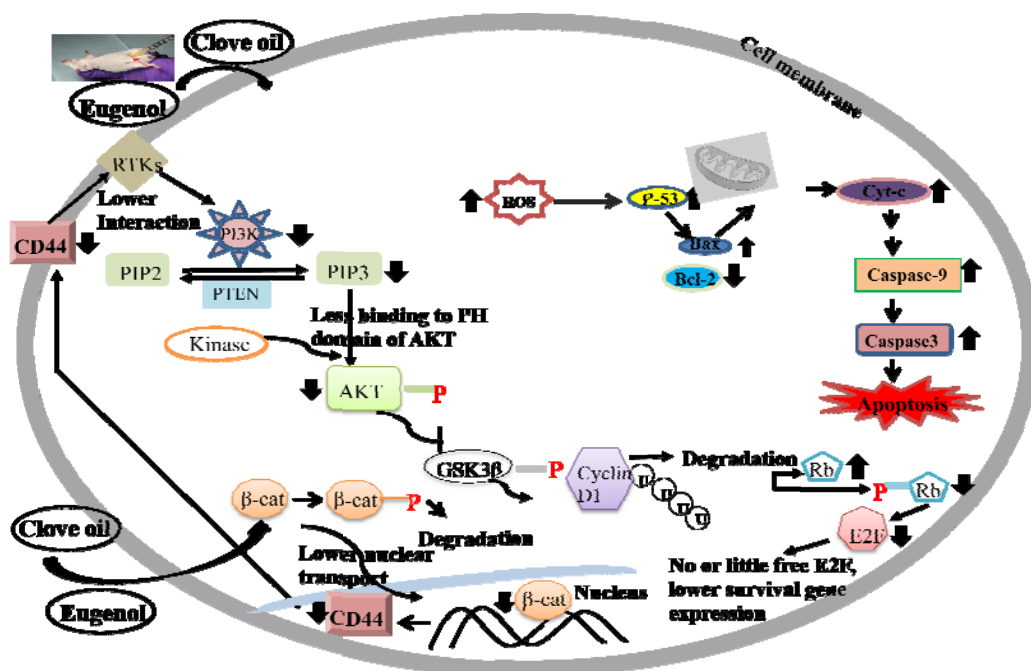 Clove oil
Eugenol
Cell membrane
RTKs
Lower
Interaction
CD44
PI3K
PIP2
PIP3
PTEN
Less binding to PH
domain of AKT
Kinase
AKT
P
ROS
P-53
Bax
Bcl-2
Cyt-c
Caspase-9
Caspase3
Apoptosis
GSK3β
P
Cyclin
D1
U
U
U
U
Degradation
Rb
P
Rb
E2F
No or little free E2F,
lower survival gene
expression
β-cat
β-cat
P
Degradation
Clove oil
Eugenol
Lower nuclear
transport
CD44
β-cat
Nucleus